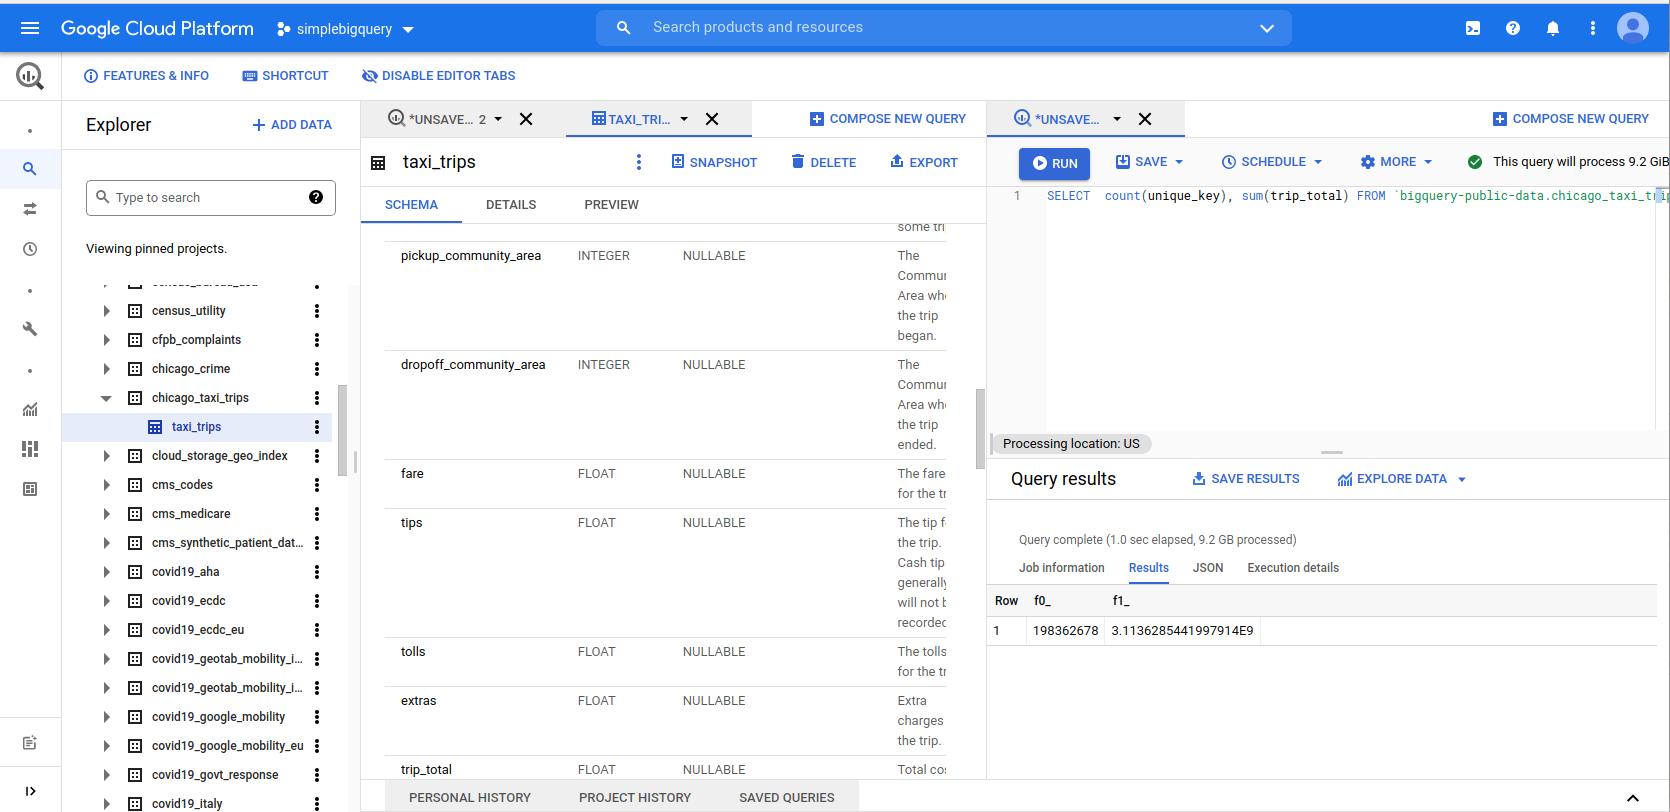 Google Cloud Platform
simplebigquery
Search products and resources
FEATURES & INFO
SHORTCUT
DISABLE EDITOR TABS
Explorer
ADD DATA
Type to search
Viewing pinned projects.
census_utility
cfpb_complaints
chicago_crime
chicago_taxi_trips
taxi_trips
cloud_storage_geo_index
cms_codes
cms_medicare
cms_synthetic_patient_dat...
covid19_aha
covid19_ecdc
covid19_ecdc_eu
covid19_geotab_mobility_i...
covid19_geotab_mobility_i...
covid19_google_mobility
covid19_google_mobility_eu
covid19_govt_response
covid19_italy
*UNSAVE... 2
TAXI_TRI...
COMPOSE NEW QUERY
taxi_trips
SNAPSHOT
DELETE
EXPORT
SCHEMA
DETAILS
PREVIEW
some tri
pickup_community_area INTEGER NULLABLE The
Commun
Area whe
the trip
began.
dropoff_community_area INTEGER NULLABLE The
Commun
Area whe
the trip
ended.
fare FLOAT NULLABLE The fare
for the tr
tips FLOAT NULLABLE The tip f
the trip.
Cash tip
generally
will not b
recorded
tolls FLOAT NULLABLE The tolls
for the tr
extras FLOAT NULLABLE Extra
charges
the trip.
trip_total FLOAT NULLABLE Total cos
*UNSAVE...
COMPOSE NEW QUERY
RUN
SAVE
SCHEDULE
MORE
This query will process 9.2 GiB
1 SELECT count(unique_key), sum(trip_total) FROM `bigquery-public-data.chicago_taxi_trip
Processing location: US
Query results
SAVE RESULTS
EXPLORE DATA
Query complete (1.0 sec elapsed, 9.2 GB processed)
Job information
Results
JSON
Execution details
Row f0_ f1_
1 198362678 3.1136285441997914E9
PERSONAL HISTORY
PROJECT HISTORY
SAVED QUERIES